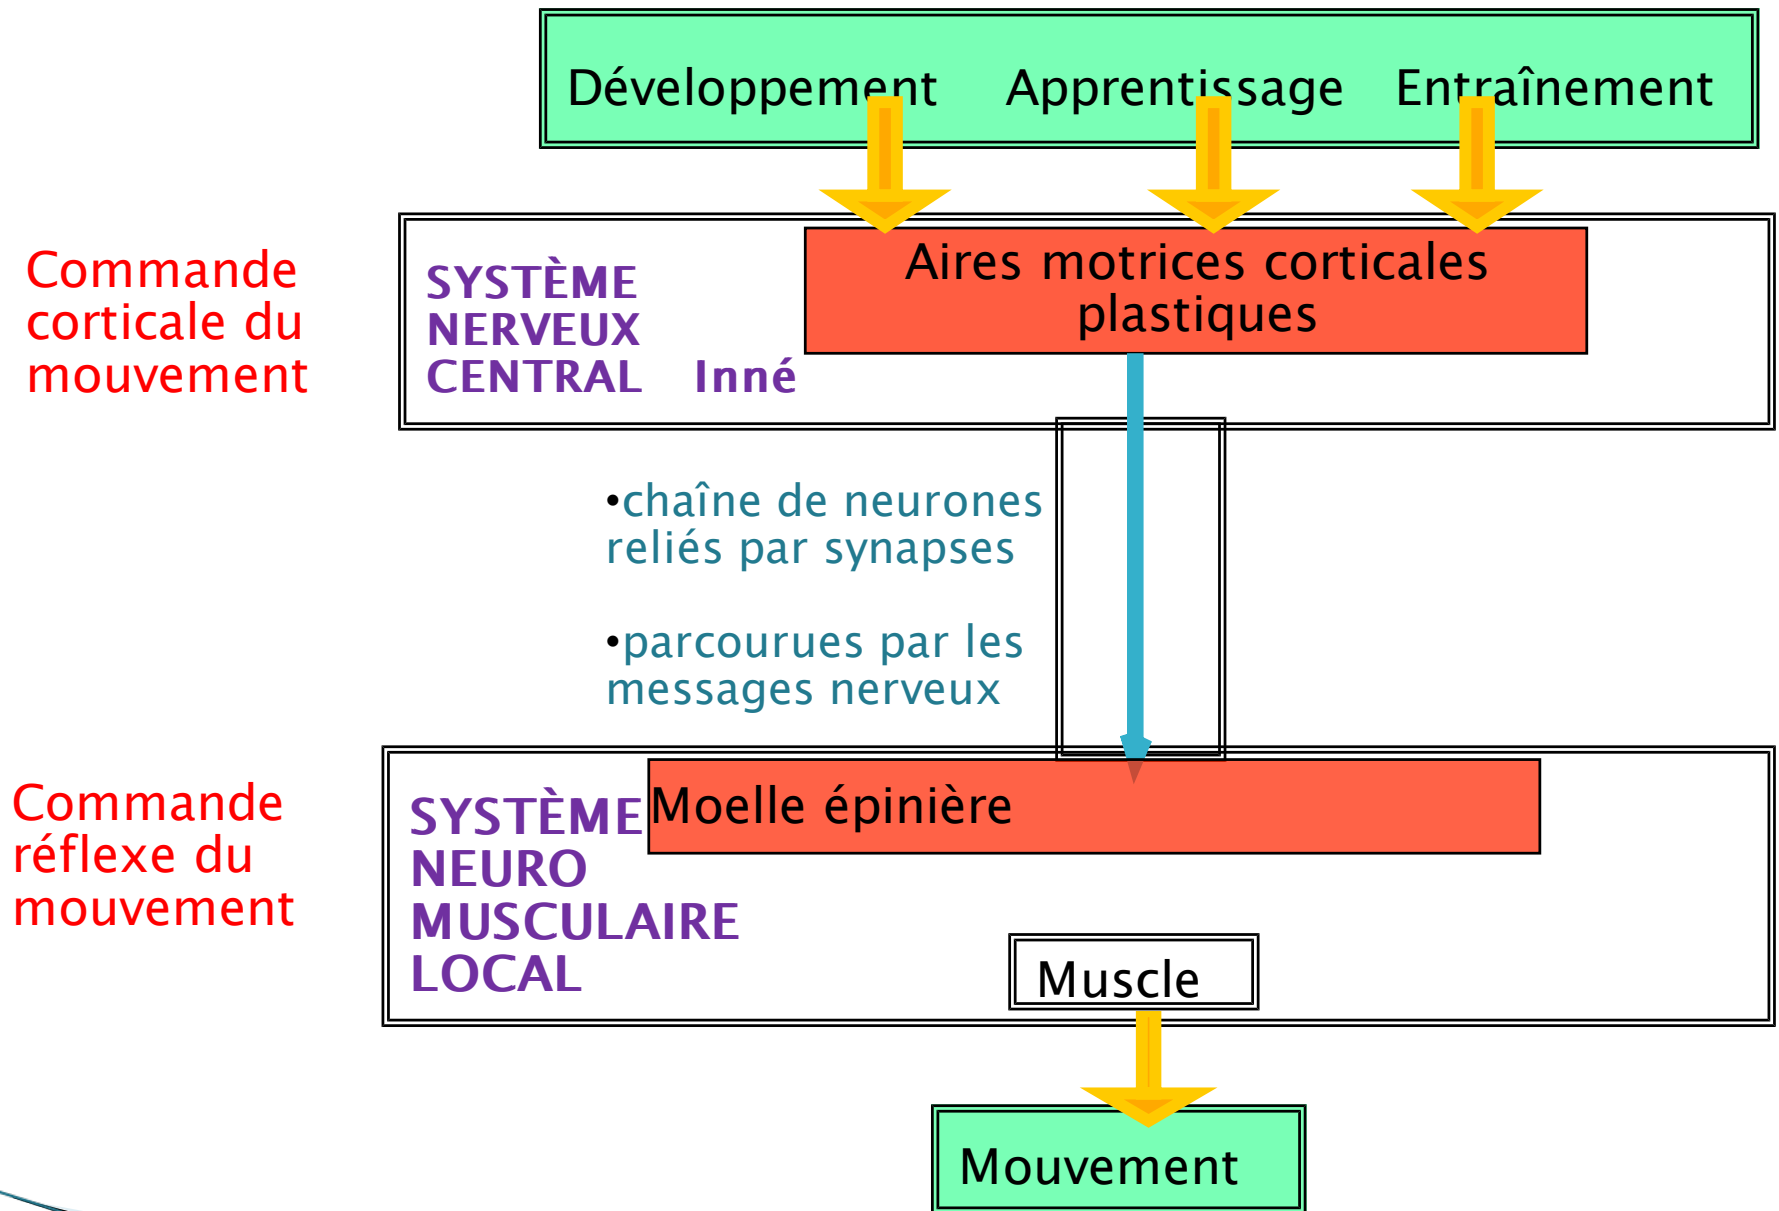 Développement Apprentissage Entraînement
Commande
corticale du
mouvement
SYSTÈME
NERVEUX
CENTRAL Inné
Aires motrices corticales
plastiques
•chaîne de neurones
reliés par synapses
•parcourues par les
messages nerveux
Commande
réflexe du
mouvement
SYSTÈME
NEURO
MUSCULAIRE
LOCAL
Moelle épinière
Muscle
Mouvement